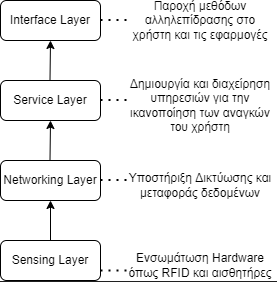 Interface Layer
Παροχή μεθόδων
αλληλεπίδρασης στο
χρήστη και τις εφαρμογές
Service Layer
Δημιουργία και διαχείρηση
υπηρεσιών για την
ικανοποίηση των αναγκών
του χρήστη
Networking Layer
Υποστήριξη Δικτύωσης και
μεταφοράς δεδομένων
Sensing Layer
Ενσωμάτωση Hardware
όπως RFID και αισθητήρες